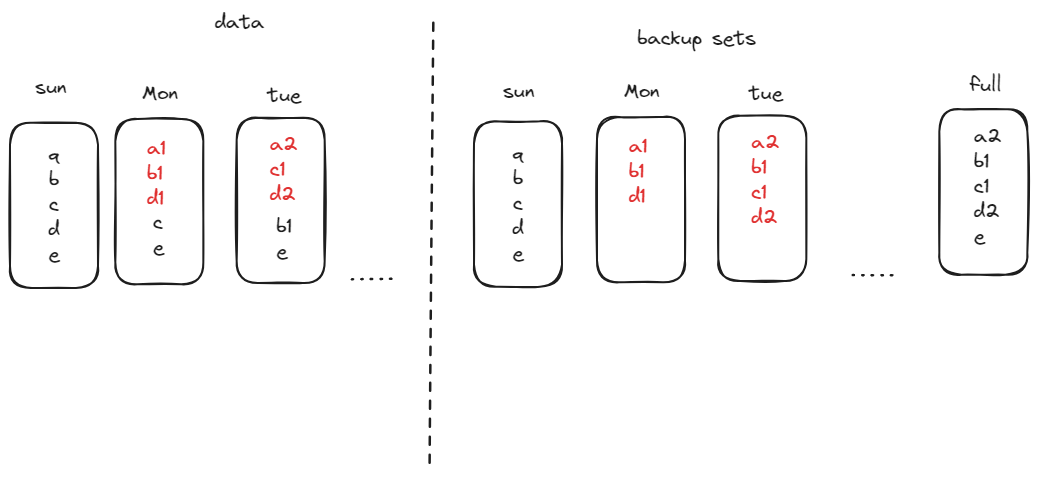 data
sun
a
b
c
d
e
Mon
a1
b1
d1
c
e
tue
a2
c1
d2
b1
e
.....
backup sets
sun
a
b
c
d
e
Mon
a1
b1
d1
tue
a2
b1
c1
d2
.....
full
a2
b1
c1
d2
e